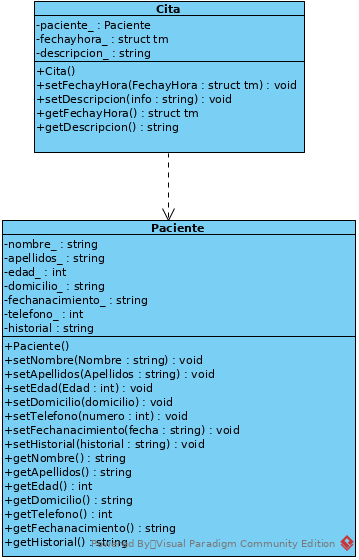 Cita
-paciente_ : Paciente
-fechayhora_ : struct tm
-descripcion_ : string
+Cita()
+setFechayHora(FechayHora : struct tm) : void
+setDescripcion(info : string) : void
+getFechayHora() : struct tm
+getDescripcion() : string
Paciente
-nombre_ : string
-apellidos_ : string
-edad_ : int
-domicilio_ : string
-fechanacimiento_ : string
-telefono_ : int
-historial : string
+Paciente()
+setNombre(Nombre : string) : void
+setApellidos(Apellidos : string) : void
+setEdad(Edad : int) : void
+setDomicilio(domicilio) : void
+setTelefono(numero : int) : void
+setFechanacimiento(fecha : string) : void
+setHistorial(historial : string) : void
+getNombre() : string
+getApellidos() : string
+getEdad() : int
+getDomicilio() : string
+getTelefono() : int
+getFechanacimiento() : string
+getHistorial() : string
Powered By Visual Paradigm Community Edition